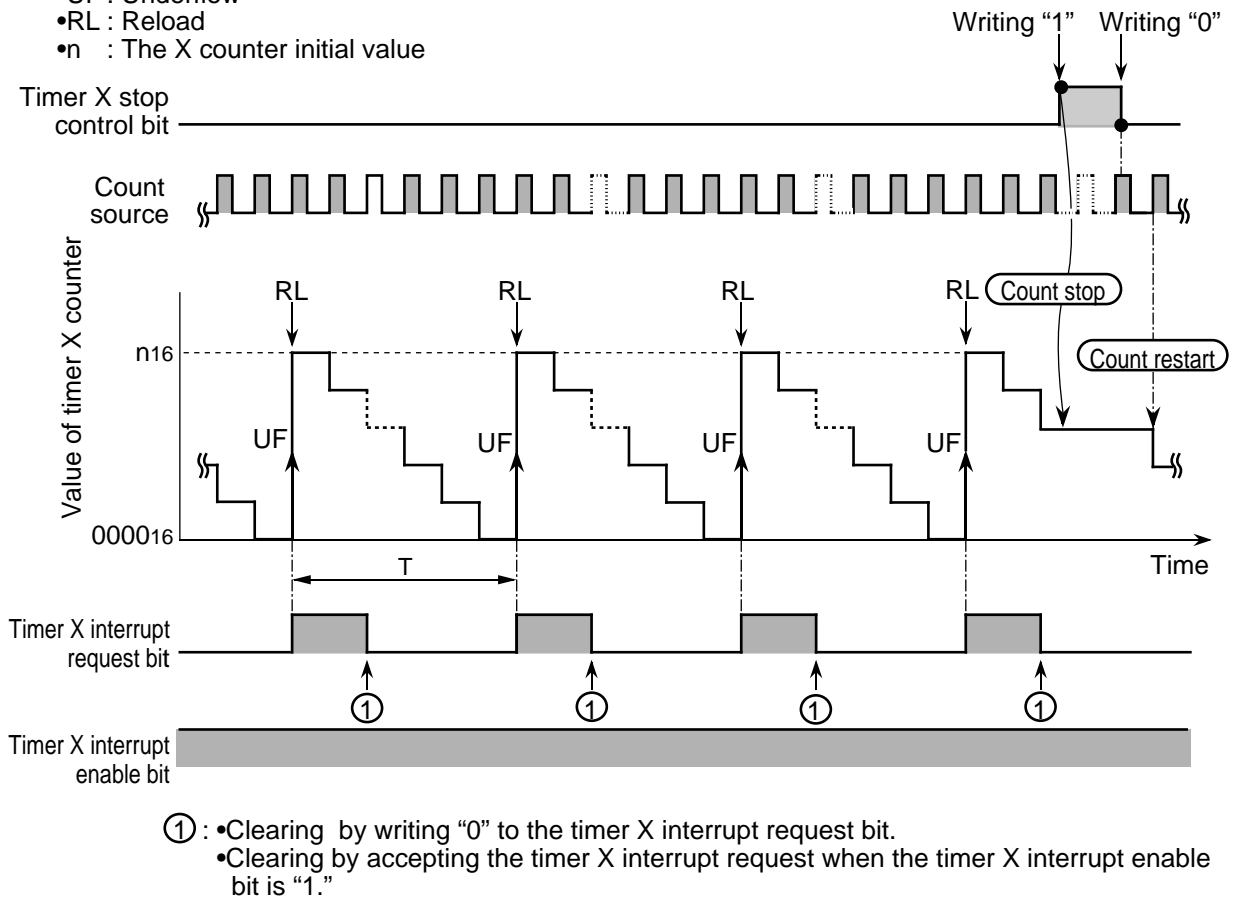 •RL : Reload
•n : The X counter initial value
Writing “1”
Writing “0”
Timer X stop
control bit
Count
source
Value of timer X counter
RL
RL
RL
RL
Count stop
n16
Count restart
UF
UF
UF
UF
000016
Time
T
Timer X interrupt
request bit
1
1
1
1
Timer X interrupt
enable bit
1 : •Clearing by writing “0” to the timer X interrupt request bit.
•Clearing by accepting the timer X interrupt request when the timer X interrupt enable
bit is “1.”